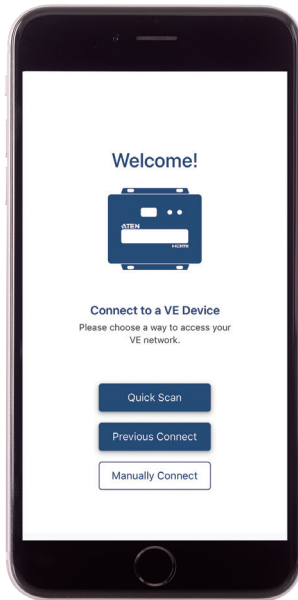 Welcome!
ATEN
HDMI
Connect to a VE Device
Please choose a way to access your
VE network.
Quick Scan
Previous Connect
Manually Connect